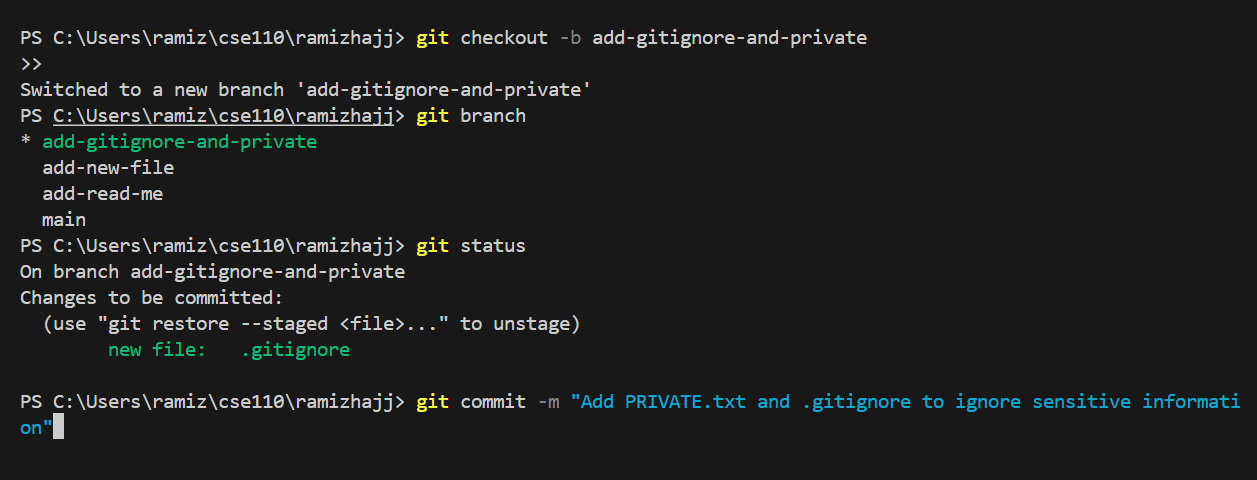 PS C:\Users\ramiz\cse110\ramizhajj> git checkout -b add-gitignore-and-private
>>
Switched to a new branch 'add-gitignore-and-private'
PS C:\Users\ramiz\cse110\ramizhajj> git branch
* add-gitignore-and-private
  add-new-file
  add-read-me
  main
PS C:\Users\ramiz\cse110\ramizhajj> git status
On branch add-gitignore-and-private
Changes to be committed:
  (use "git restore --staged <file>..." to unstage)
        new file:   .gitignore

PS C:\Users\ramiz\cse110\ramizhajj> git commit -m "Add PRIVATE.txt and .gitignore to ignore sensitive informati
on"